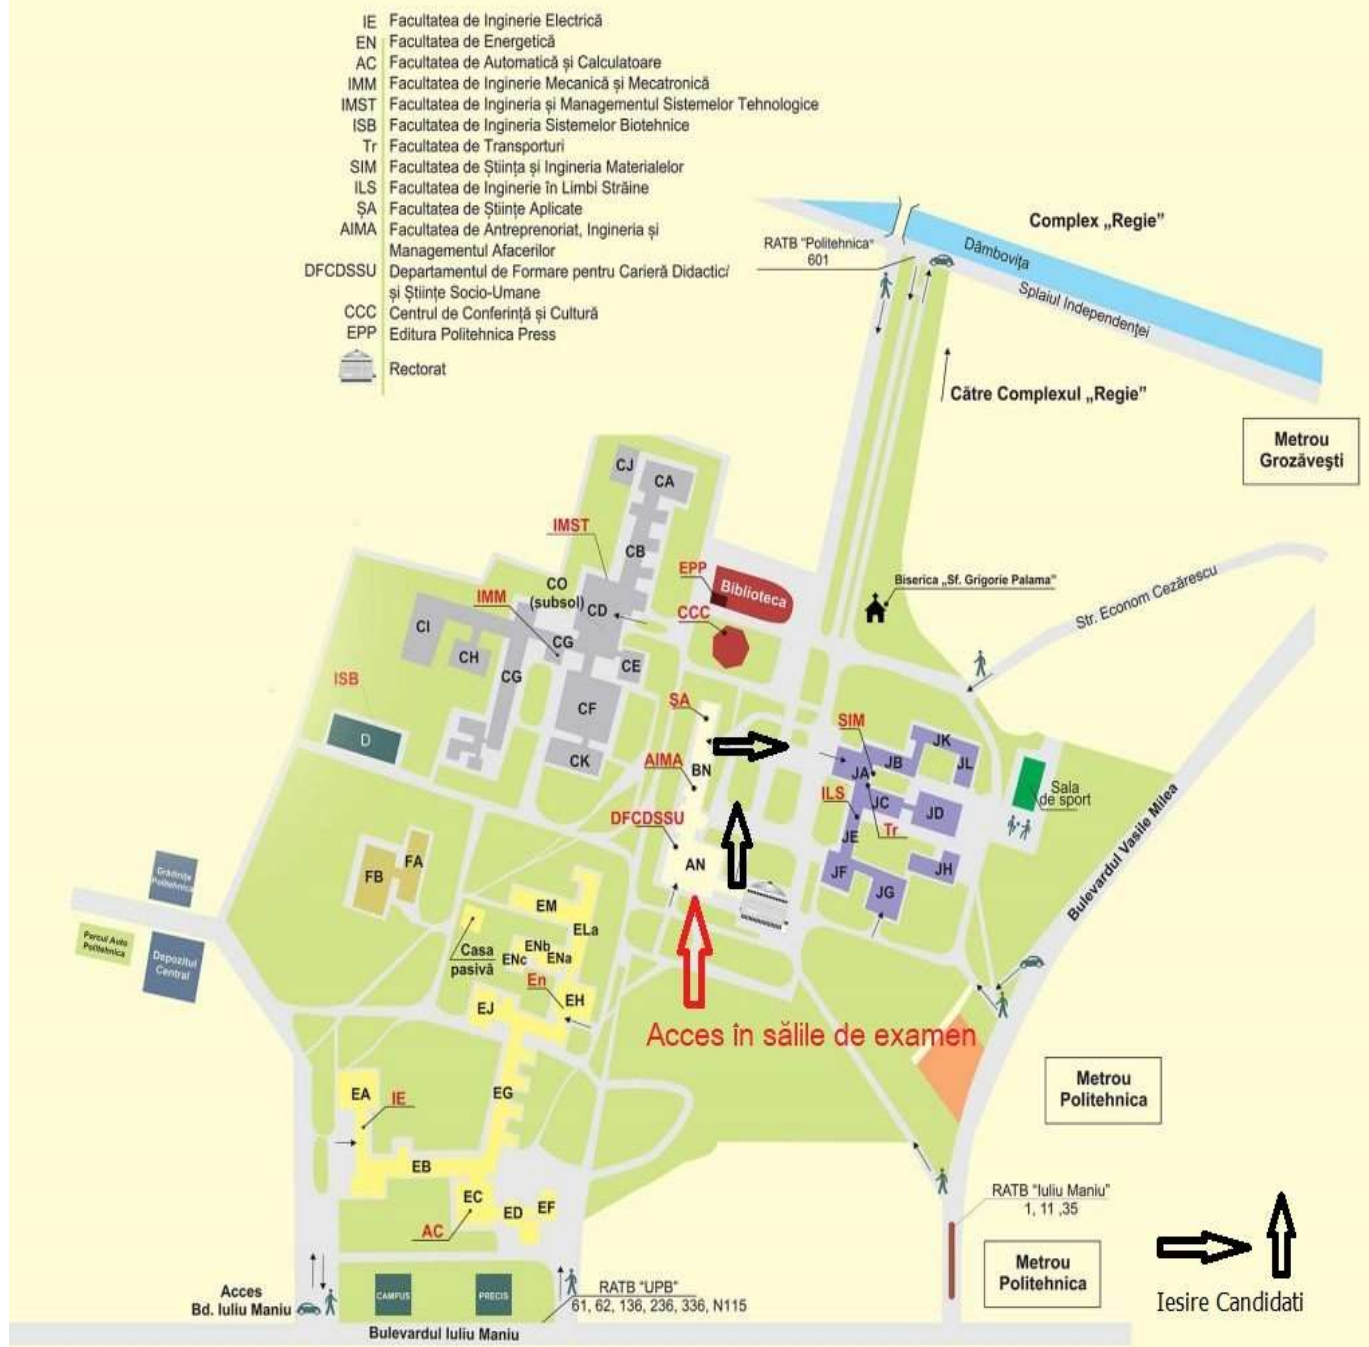 IE Facultatea de Inginerie Electrică
EN Facultatea de Energetică
AC Facultatea de Automatică și Calculatoare
IMM Facultatea de Inginerie Mecanică și Mecatronică
IMST Facultatea de Ingineria și Managementul Sistemelor Tehnologice
ISB Facultatea de Ingineria Sistemelor Biotehnice
Tr Facultatea de Transporturi
SIM Facultatea de Știința și Ingineria Materialelor
ILS Facultatea de Inginerie în Limbi Străine
ȘA Facultatea de Științe Aplicate
AIMA Facultatea de Antreprenoriat, Ingineria și
Managementul Afacerilor
DFCDSSU Departamentul de Formare pentru Carieră Didactic/
și Științe Socio-Umane
CCC Centrul de Conferință și Cultură
EPP Editura Politehnica Press
Rectorat
Complex „Regie”
RATB "Politehnica"
601
Dâmbovița
Splaiul Independenței
Către Complexul „Regie”
Metrou
Grozăvești
CJ
CA
IMST
CB
EPP
Biblioteca
Biserica „Sf. Grigorie Palama”
Str. Econom Cezărescu
CO
(subsol)
CD
IMM
CCC
CI
CH
CG
CG
CE
ISB
D
CF
CK
ȘA
AIMA
BN
DFCDSSU
AN
SIM
JK
JB
JL
JA
ILS
JC
JD
Tr
JE
JF
JG
JH
Sala
de sport
Bulevardul Vasile Milea
FA
FB
Grădinița
Politehnica
Parcul Auto
Politehnica
Depozitul
Central
EM
ELa
Casa
pasivă
ENb
ENc
ENa
En
EH
EJ
Acces în sălile de examen
EA
IE
EG
EB
EC
ED
EF
AC
Metrou
Politehnica
RATB "Iuliu Maniu"
1, 11 ,35
Metrou
Politehnica
Iesire Candidati
Acces
Bd. Iuliu Maniu
CAMPUS
PRECIS
RATB "UPB"
61, 62, 136, 236, 336, N115
Bulevardul Iuliu Maniu